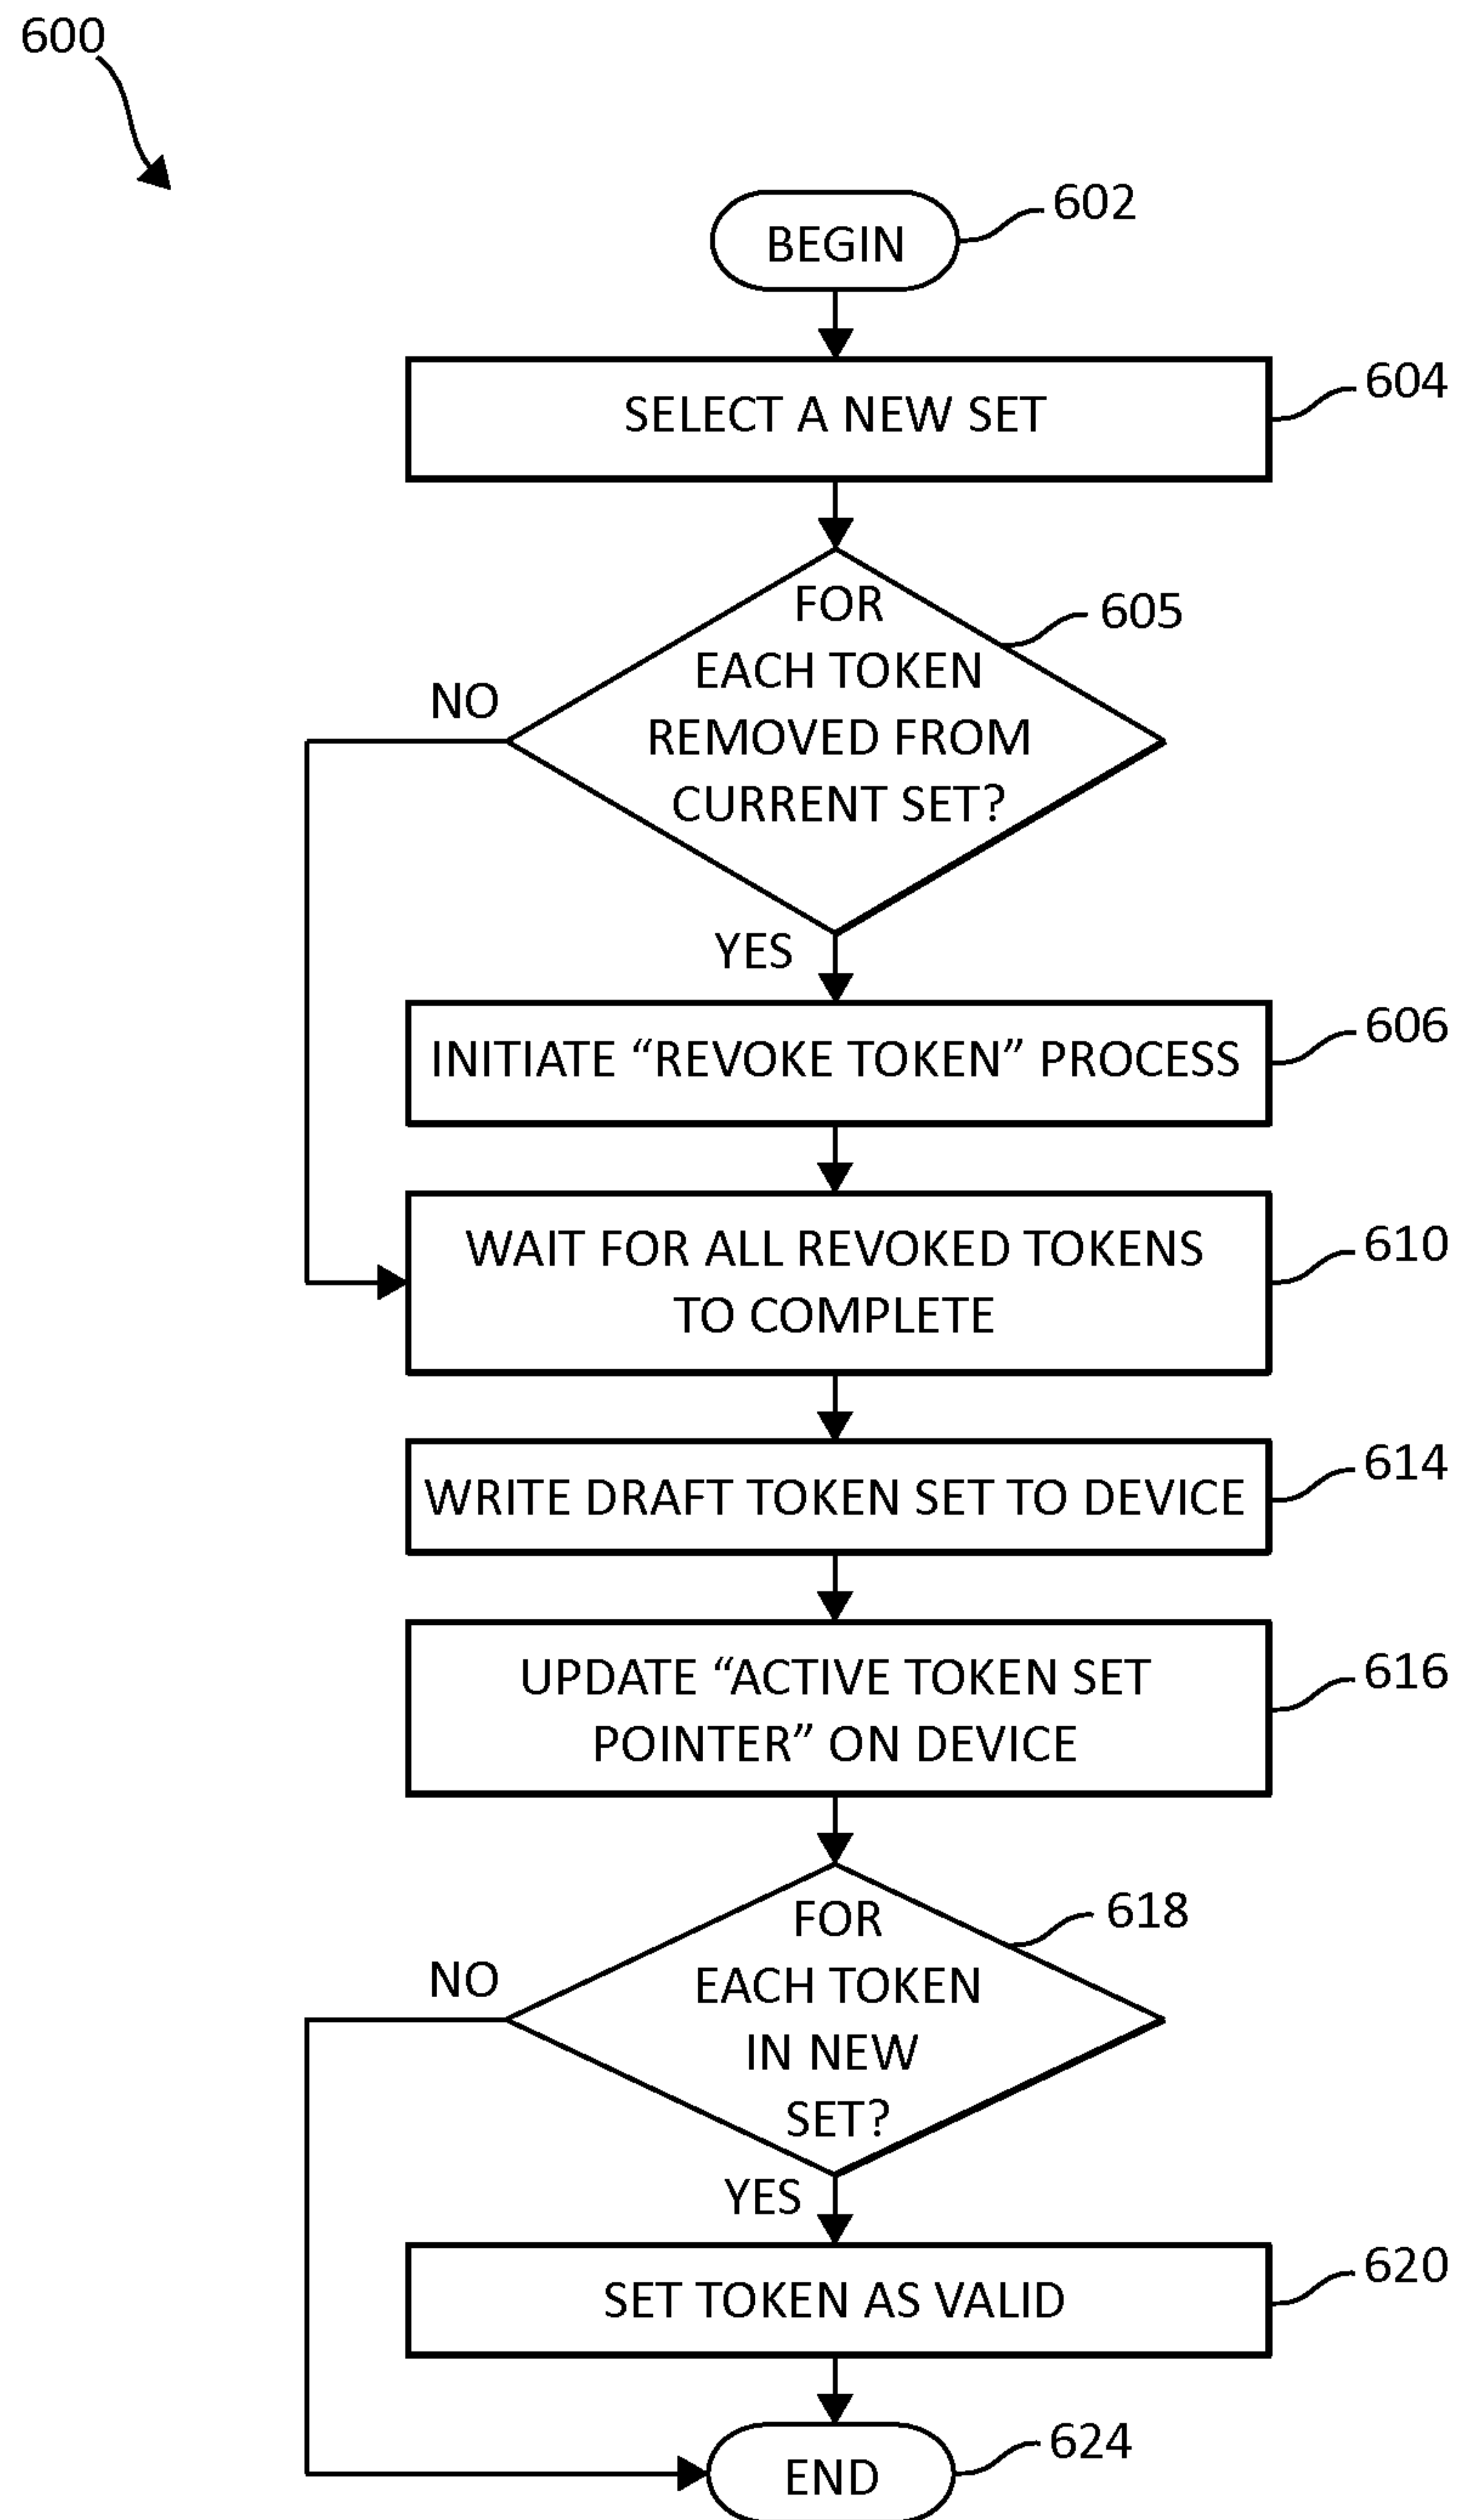 600
BEGIN
602
SELECT A NEW SET
604
FOR
EACH TOKEN
REMOVED FROM
CURRENT SET?
605
NO
YES
INITIATE “REVOKE TOKEN” PROCESS
606
WAIT FOR ALL REVOKED TOKENS
TO COMPLETE
610
WRITE DRAFT TOKEN SET TO DEVICE
614
UPDATE “ACTIVE TOKEN SET
POINTER” ON DEVICE
616
FOR
EACH TOKEN
IN NEW
SET?
618
NO
YES
SET TOKEN AS VALID
620
END
624